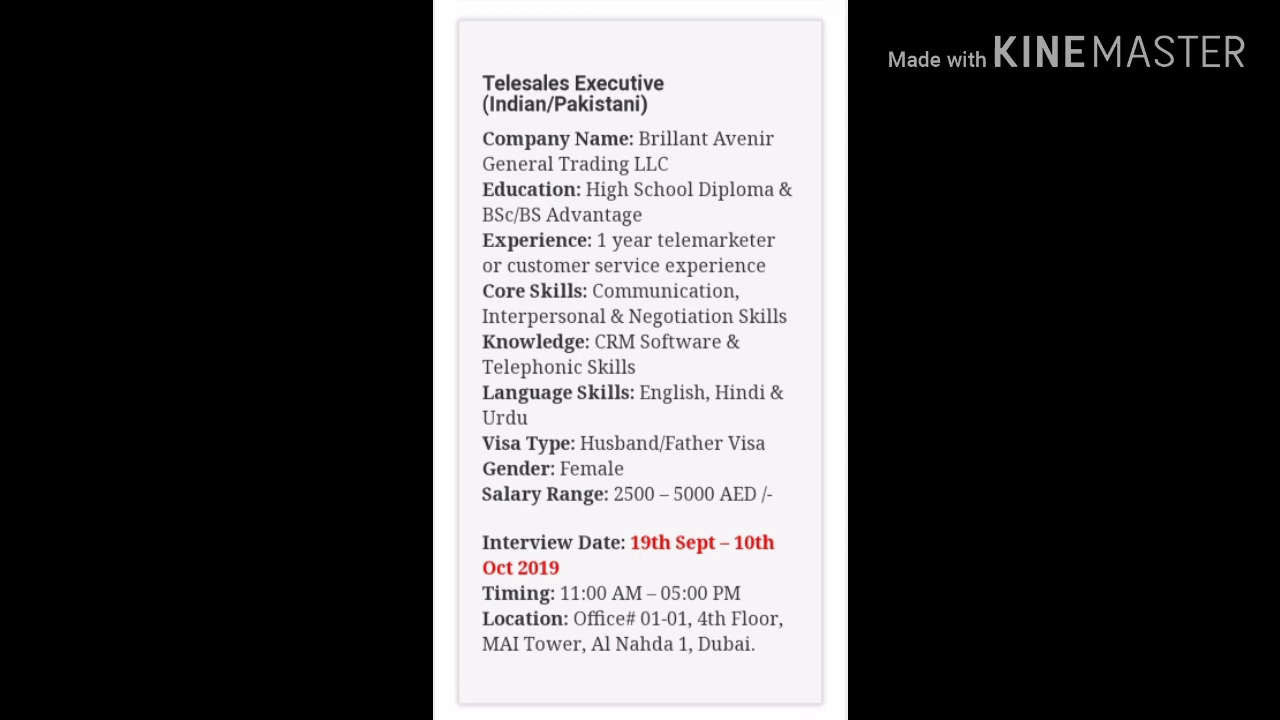 Made with KINEMASTER
Telesales Executive
(Indian/Pakistani)
Company Name: Brillant Avenir
General Trading LLC
Education: High School Diploma &
BSc/BS Advantage
Experience: 1 year telemarketer
or customer service experience
Core Skills: Communication,
Interpersonal & Negotiation Skills
Knowledge: CRM Software &
Telephonic Skills
Language Skills: English, Hindi &
Urdu
Visa Type: Husband/Father Visa
Gender: Female
Salary Range: 2500 – 5000 AED /-
Interview Date: 19th Sept – 10th
Oct 2019
Timing: 11:00 AM – 05:00 PM
Location: Office# 01-01, 4th Floor,
MAI Tower, Al Nahda 1, Dubai.